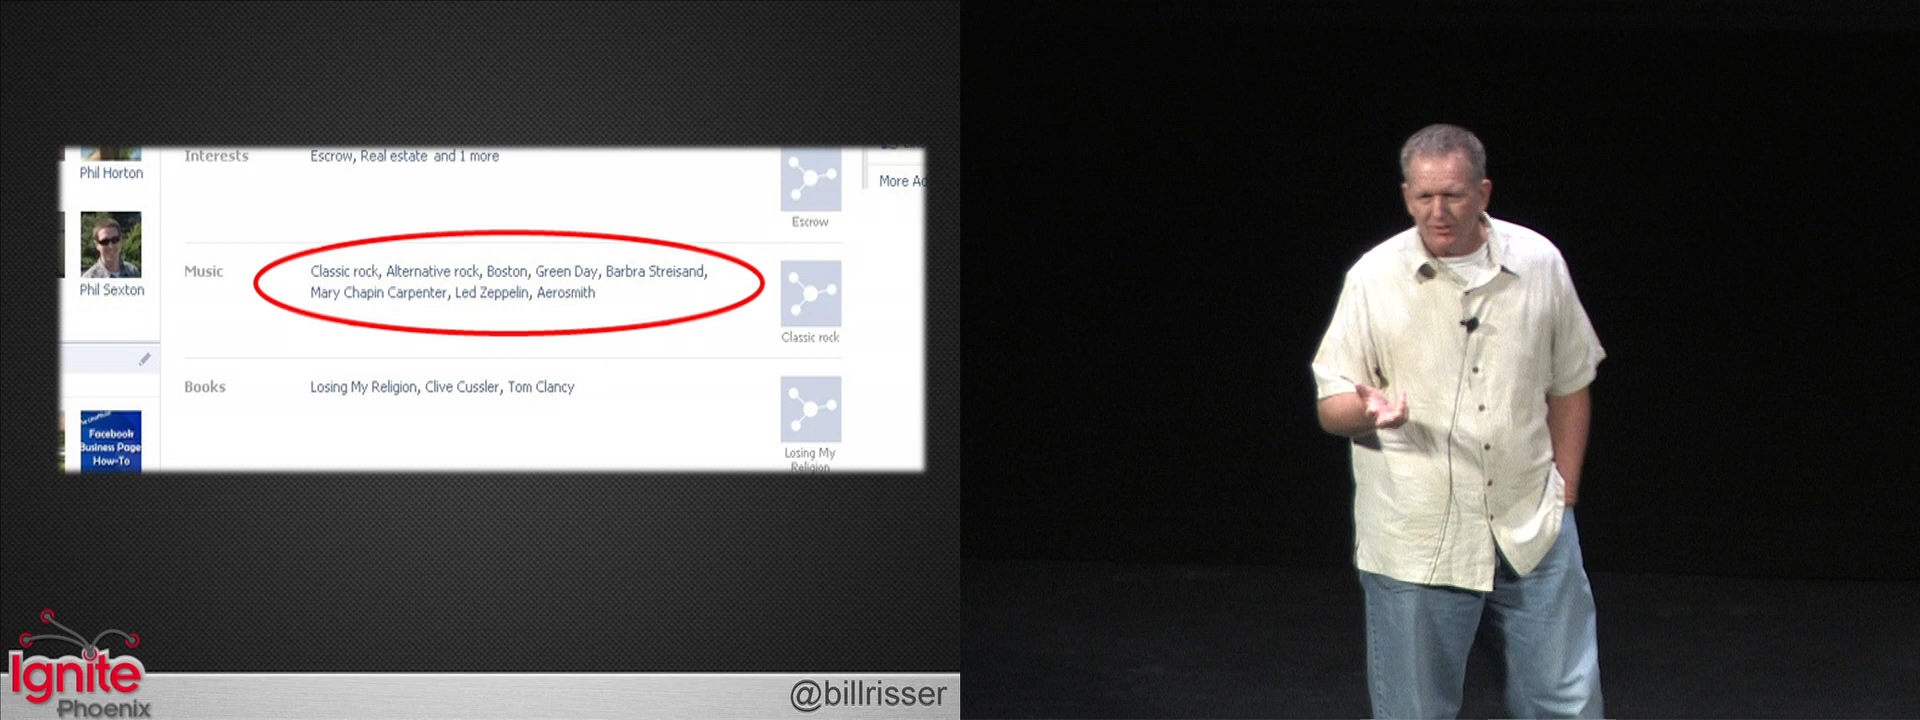 Interests
Escrow, Real estate and 1 more
Phil Horton
More Ad
Escrow
Music
Classic rock, Alternative rock, Boston, Green Day, Barbra Streisand,
Mary Chapin Carpenter, Led Zeppelin, Aerosmith
Phil Sexton
Classic rock
Books
Losing My Religion, Clive Cussler, Tom Clancy
Facebook
Business Page
How-To
Losing My
Religion
Ignite
Phoenix
@billrisser